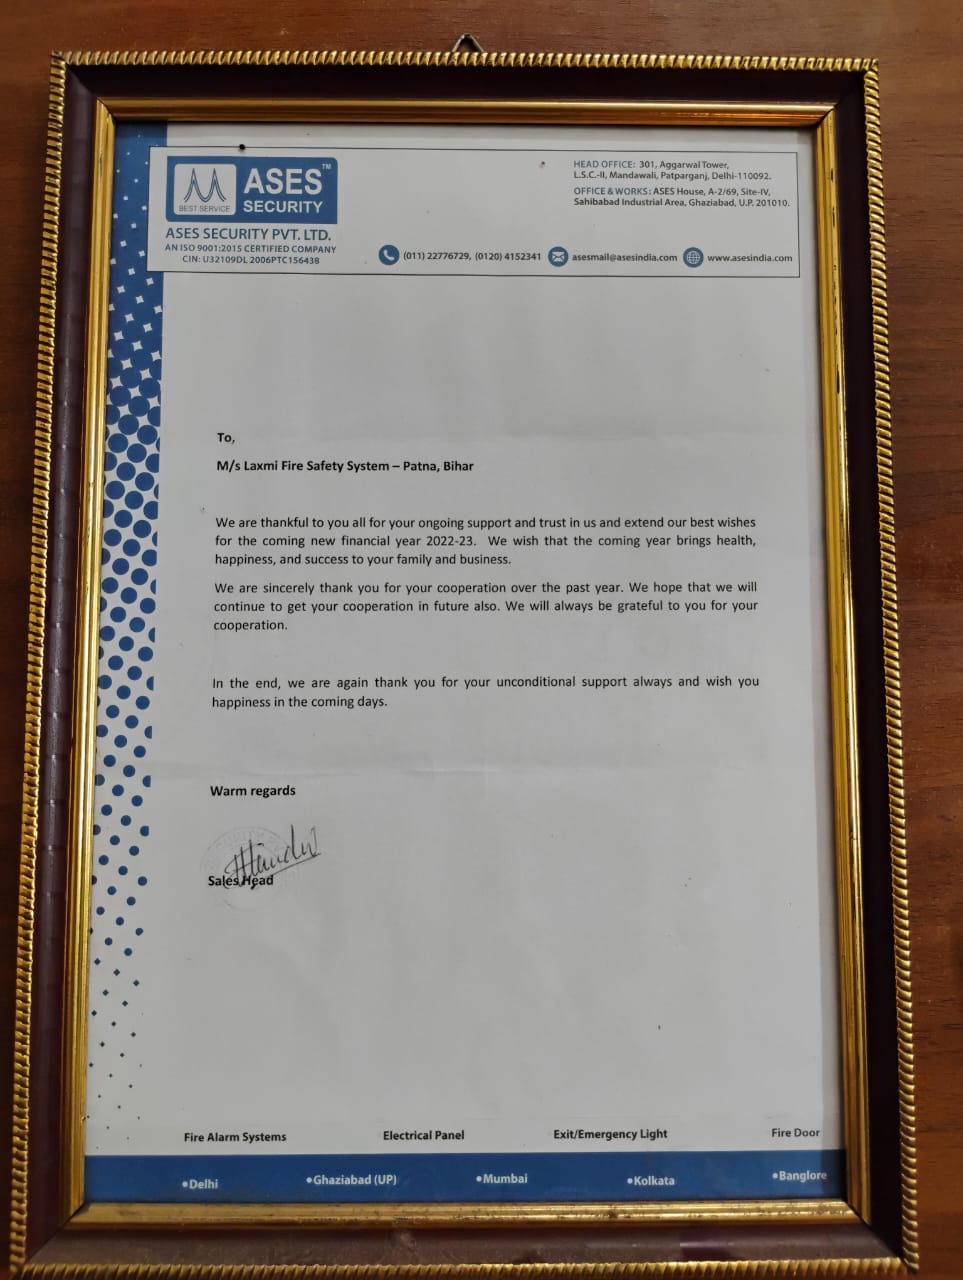 ASES
TM
SECURITY
BEST SERVICE
ASES SECURITY PVT. LTD.
AN ISO 9001:2015 CERTIFIED COMPANY
CIN: U32109DL 2006PTC156438
HEAD OFFICE: 301, Aggarwal Tower,
L.S.C.-II, Mandawali, Patparganj, Delhi-110092.
OFFICE & WORKS: ASES House, A-2/69, Site-IV,
Sahibabad Industrial Area, Ghaziabad, U.P. 201010.
(011) 22776729, (0120) 4152341 asesmail@asesindia.com www.asesindia.com
To,
M/s Laxmi Fire Safety System – Patna, Bihar
We are thankful to you all for your ongoing support and trust in us and extend our best wishes
for the coming new financial year 2022-23. We wish that the coming year brings health,
happiness, and success to your family and business.
We are sincerely thank you for your cooperation over the past year. We hope that we will
continue to get your cooperation in future also. We will always be grateful to you for your
cooperation.
In the end, we are again thank you for your unconditional support always and wish you
happiness in the coming days.
Warm regards
Sales Head
Fire Alarm Systems Electrical Panel Exit/Emergency Light Fire Door
•Delhi •Ghaziabad (UP) •Mumbai •Kolkata •Banglore